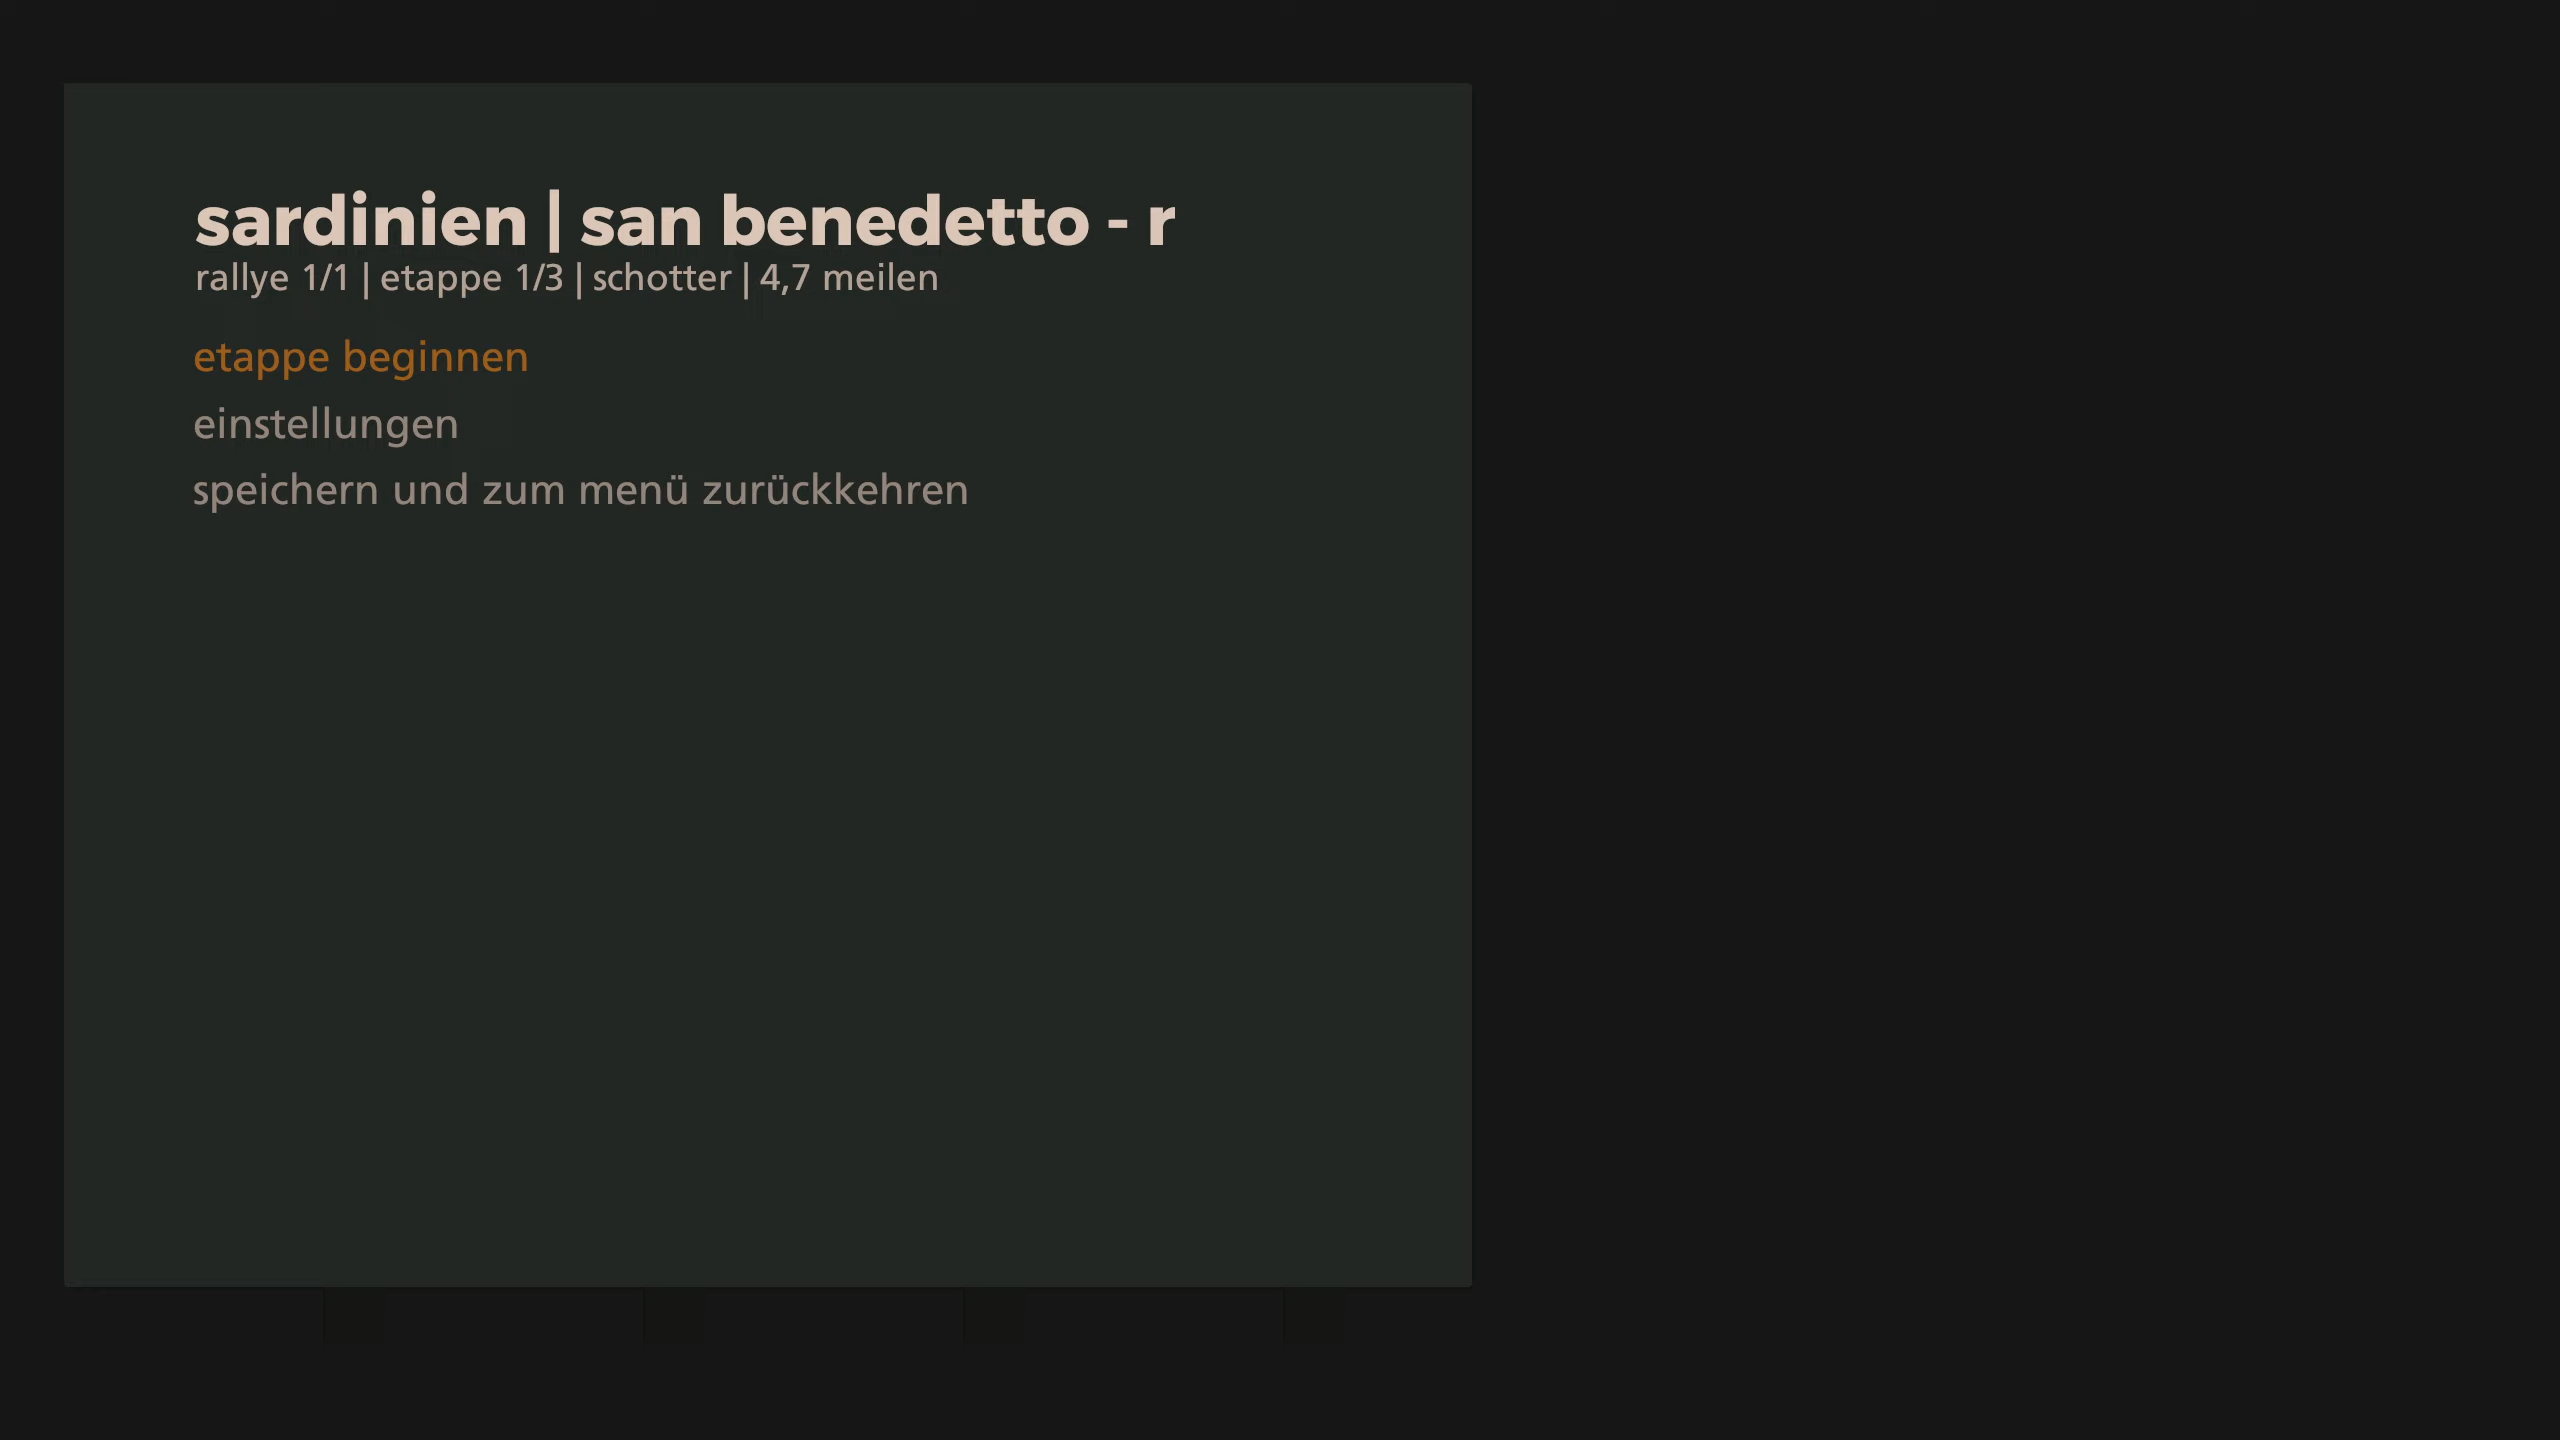 sardinien | san benedetto - r
rallye 1/1 | etappe 1/3 | schotter | 4,7 meilen
etappe beginnen
einstellungen
speichern und zum menü zurückkehren